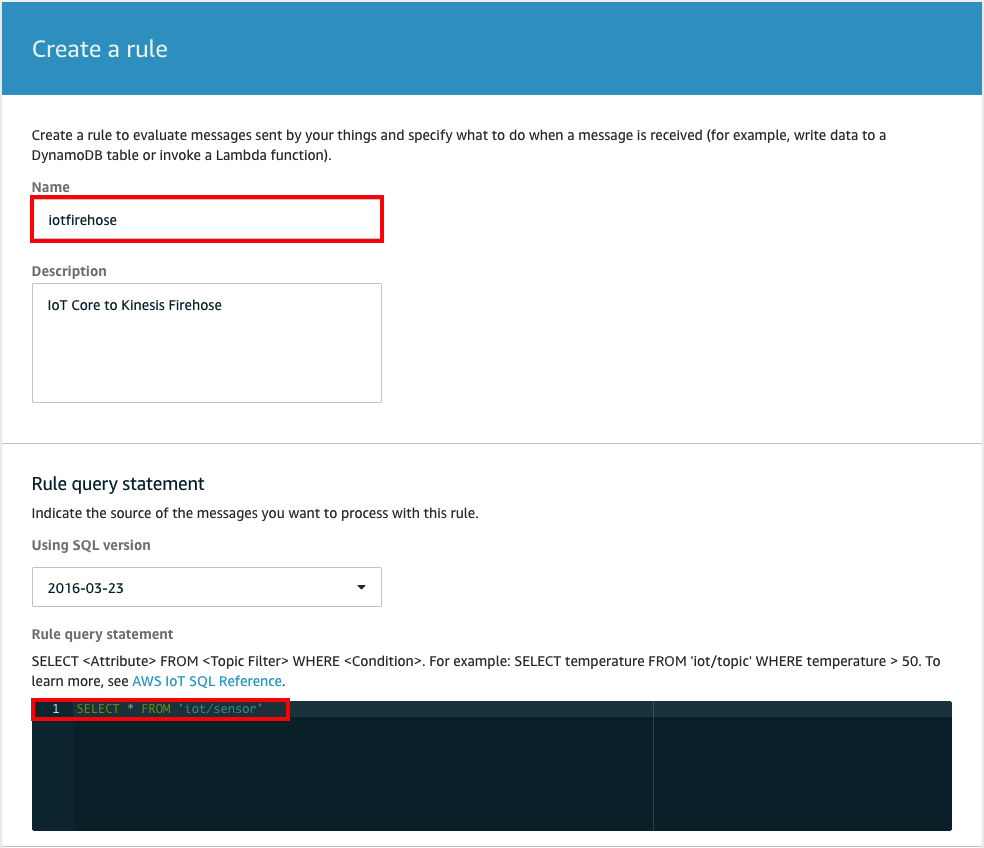 Create a rule
Create a rule to evaluate messages sent by your things and specify what to do when a message is received (for example, write data to a
DynamoDB table or invoke a Lambda function).
Name
iotfirehose
Description
IoT Core to Kinesis Firehose
Rule query statement
Indicate the source of the messages you want to process with this rule.
Using SQL version
2016-03-23
Rule query statement
SELECT <Attribute> FROM <Topic Filter> WHERE <Condition>. For example: SELECT temperature FROM 'iot/topic' WHERE temperature > 50. To
learn more, see AWS IoT SQL Reference.
1 SELECT * FROM 'iot/sensor'